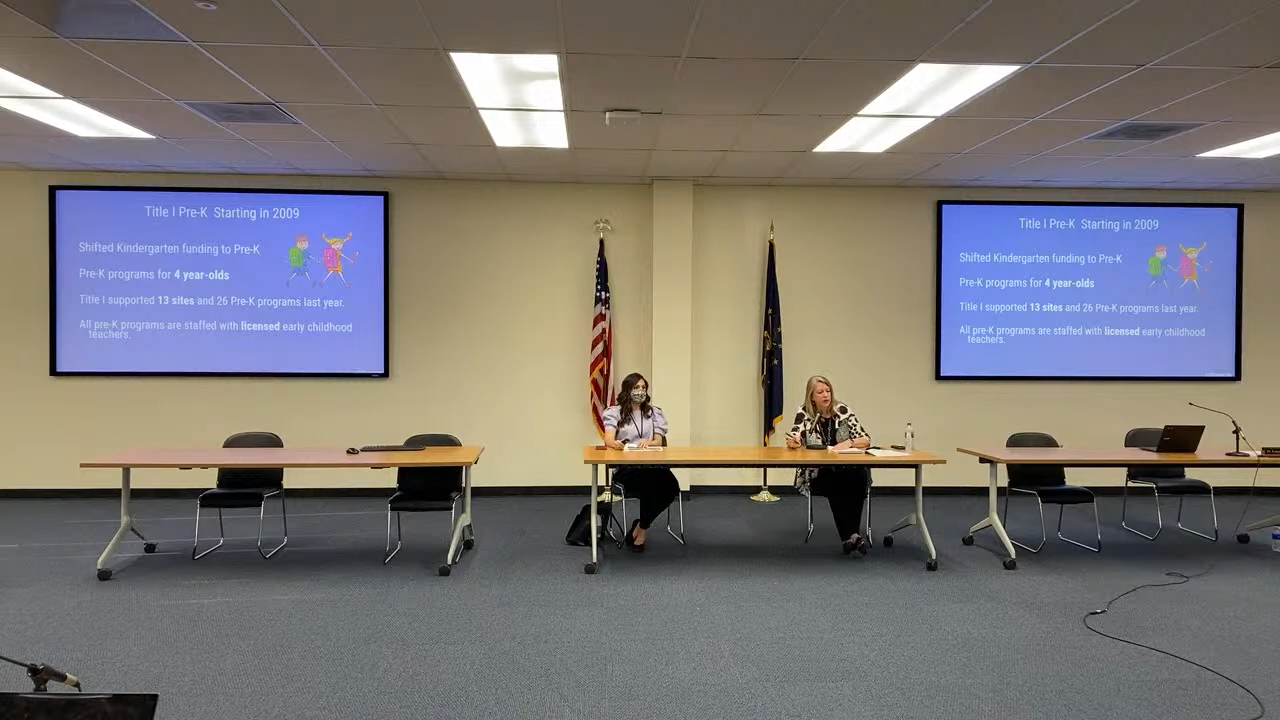 Title I Pre-K Starting in 2009
Shifted Kindergarten funding to Pre-K
Pre-K programs for 4 year-olds
Title I supported 13 sites and 26 Pre-K programs last year.
All pre-K programs are staffed with licensed early childhood
teachers.
Title I Pre-K Starting in 2009
Shifted Kindergarten funding to Pre-K
Pre-K programs for 4 year-olds
Title I supported 13 sites and 26 Pre-K programs last year.
All pre-K programs are staffed with licensed early childhood
teachers.